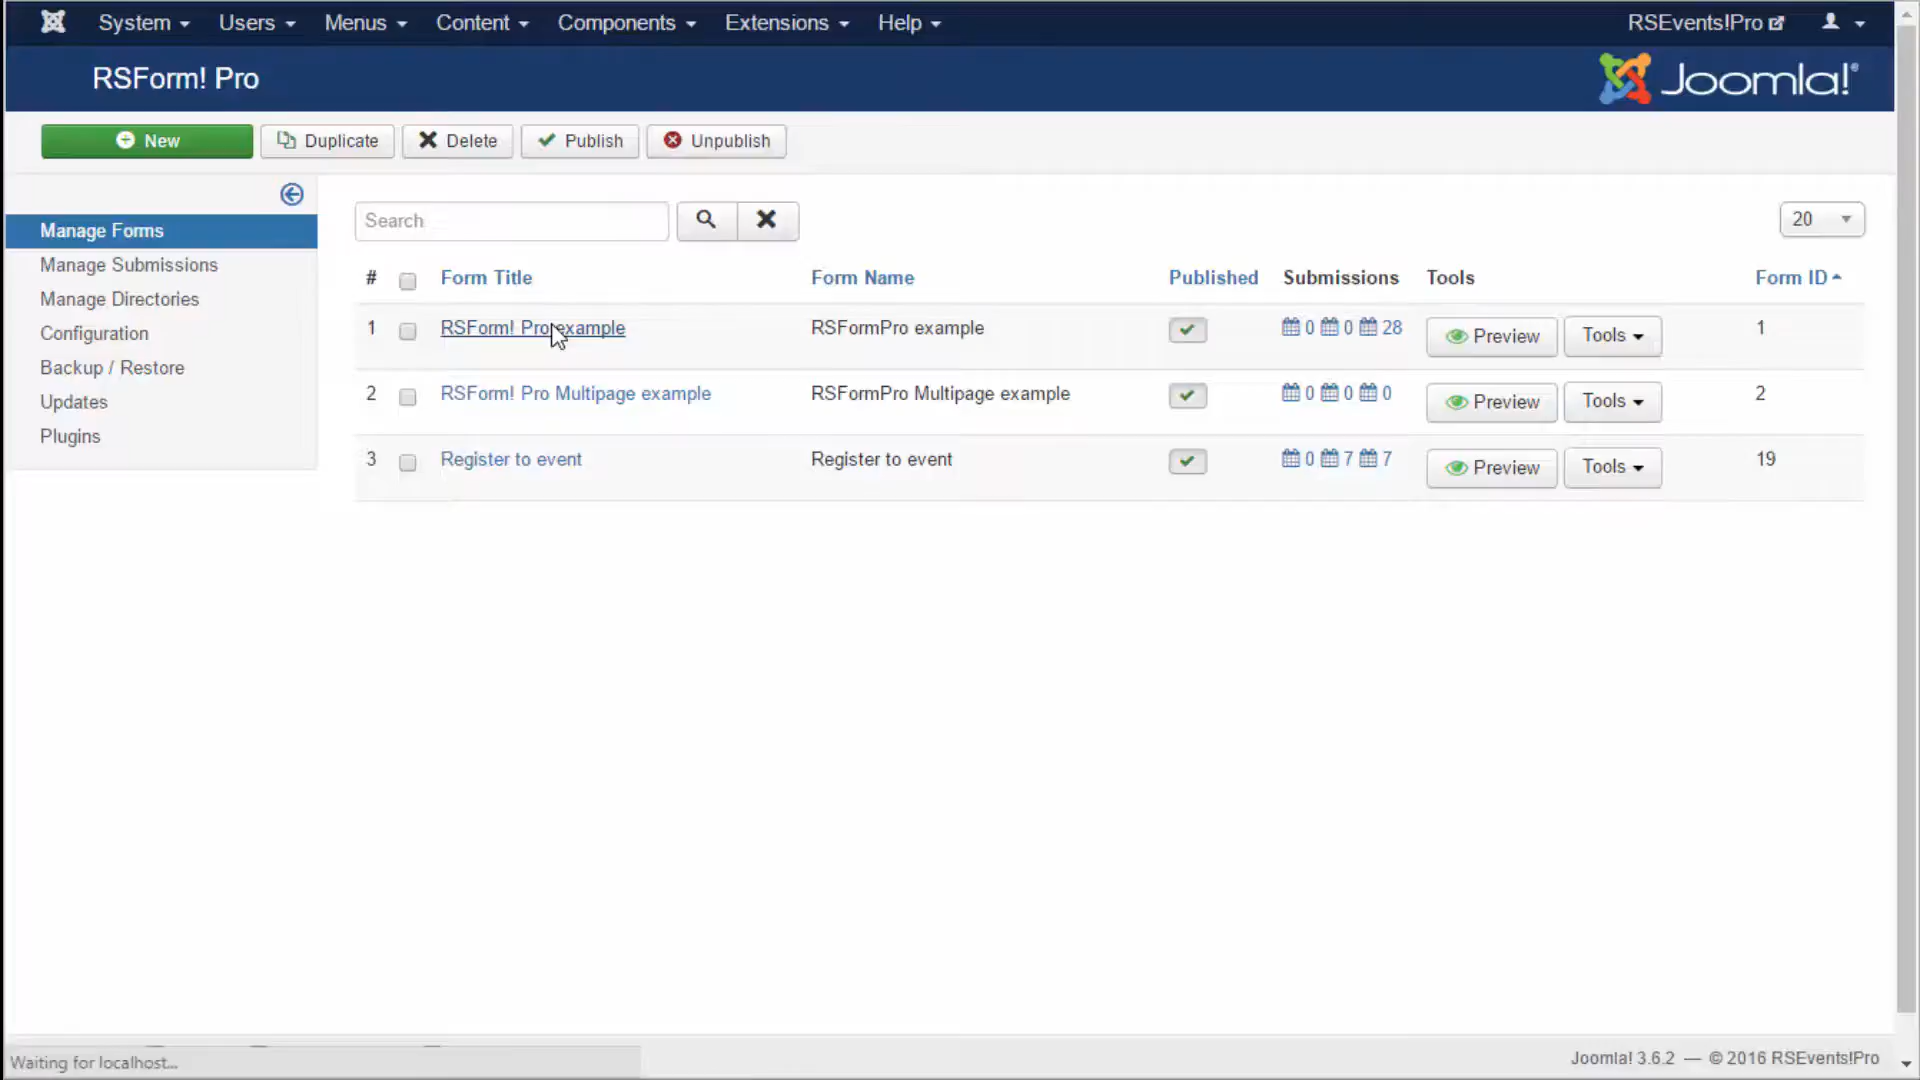 System Users Menus Content Components Extensions Help RSEvents!Pro
RSForm! Pro Joomla!®
New Duplicate Delete Publish Unpublish
Manage Forms
Manage Submissions
Manage Directories
Configuration
Backup / Restore
Updates
Plugins
Search 20
# Form Title Form Name Published Submissions Tools Form ID
1 RSForm! Pro example RSFormPro example 0 0 28 Preview Tools 1
2 RSForm! Pro Multipage example RSFormPro Multipage example 0 0 0 Preview Tools 2
3 Register to event Register to event 0 7 7 Preview Tools 19
Waiting for localhost... Joomla! 3.6.2 — © 2016 RSEvents!Pro